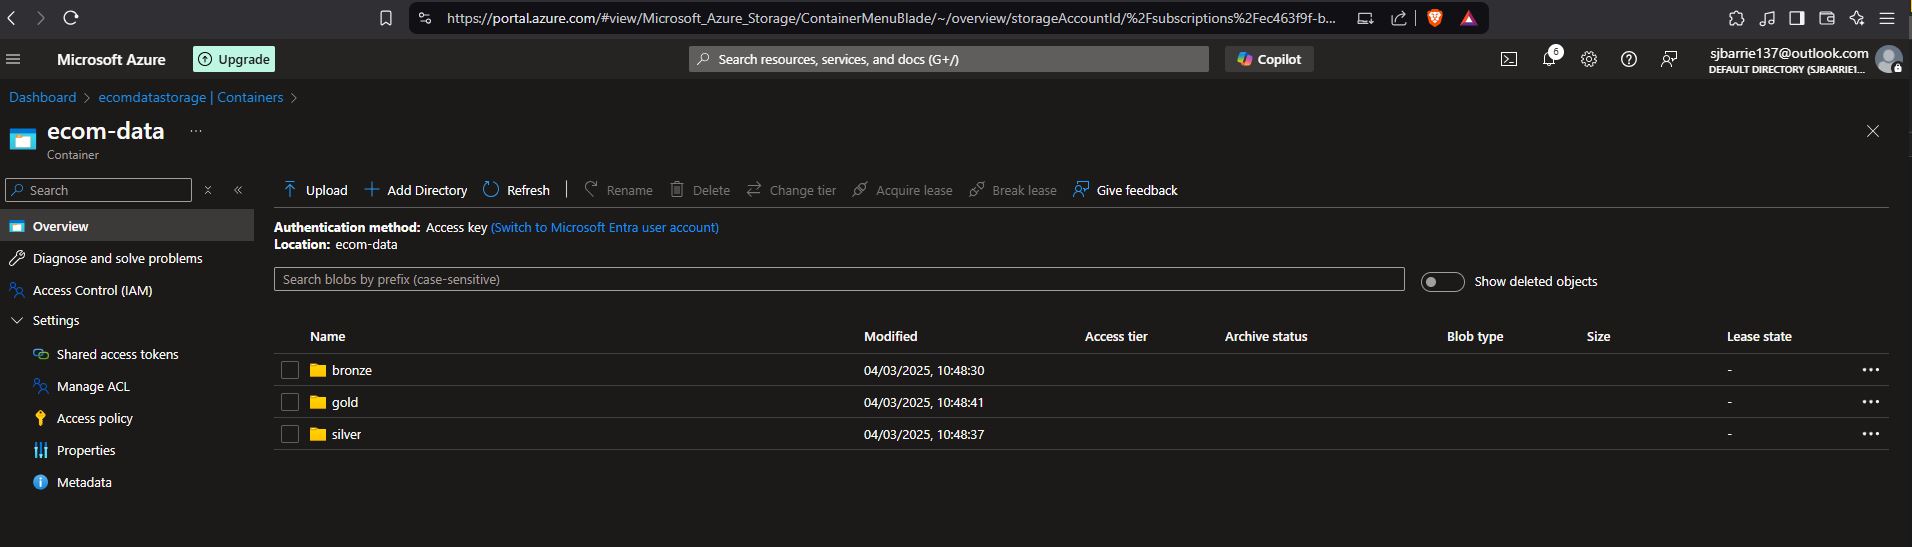 https://portal.azure.com/#view/Microsoft_Azure_Storage/ContainerMenuBlade/~/overview/storageAccountId/%2Fsubscriptions%2Fec463f9f-b...
Microsoft Azure
Upgrade
Search resources, services, and docs (G+/)
Copilot
6
sjbarrie137@outlook.com
DEFAULT DIRECTORY (SJBARRIE1...
Dashboard > ecomdatastorage | Containers >
ecom-data ...
Container
Search
Upload
Add Directory
Refresh
Rename
Delete
Change tier
Acquire lease
Break lease
Give feedback
Overview
Diagnose and solve problems
Access Control (IAM)
Settings
Shared access tokens
Manage ACL
Access policy
Properties
Metadata
Authentication method: Access key (Switch to Microsoft Entra user account)
Location: ecom-data
Search blobs by prefix (case-sensitive)
Show deleted objects
Name Modified Access tier Archive status Blob type Size Lease state
bronze 04/03/2025, 10:48:30 - ...
gold 04/03/2025, 10:48:41 - ...
silver 04/03/2025, 10:48:37 - ...